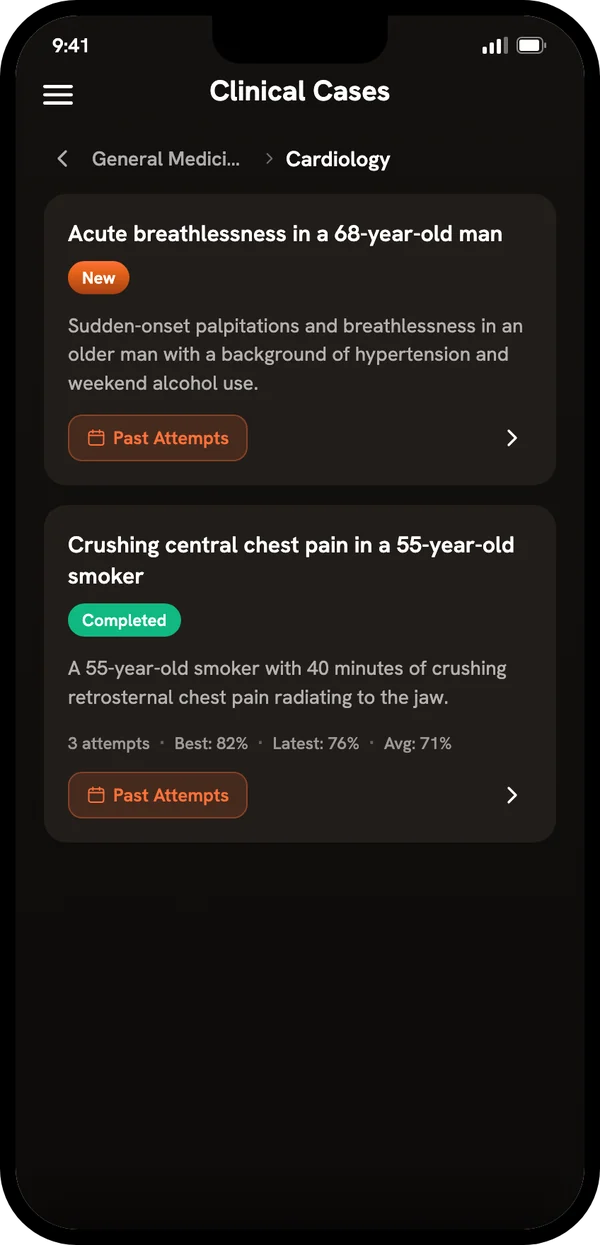 9:41
Clinical Cases
General Medici... > Cardiology
Acute breathlessness in a 68-year-old man
New
Sudden-onset palpitations and breathlessness in an
older man with a background of hypertension and
weekend alcohol use.
Past Attempts
Crushing central chest pain in a 55-year-old
smoker
Completed
A 55-year-old smoker with 40 minutes of crushing
retrosternal chest pain radiating to the jaw.
3 attempts · Best: 82% · Latest: 76% · Avg: 71%
Past Attempts